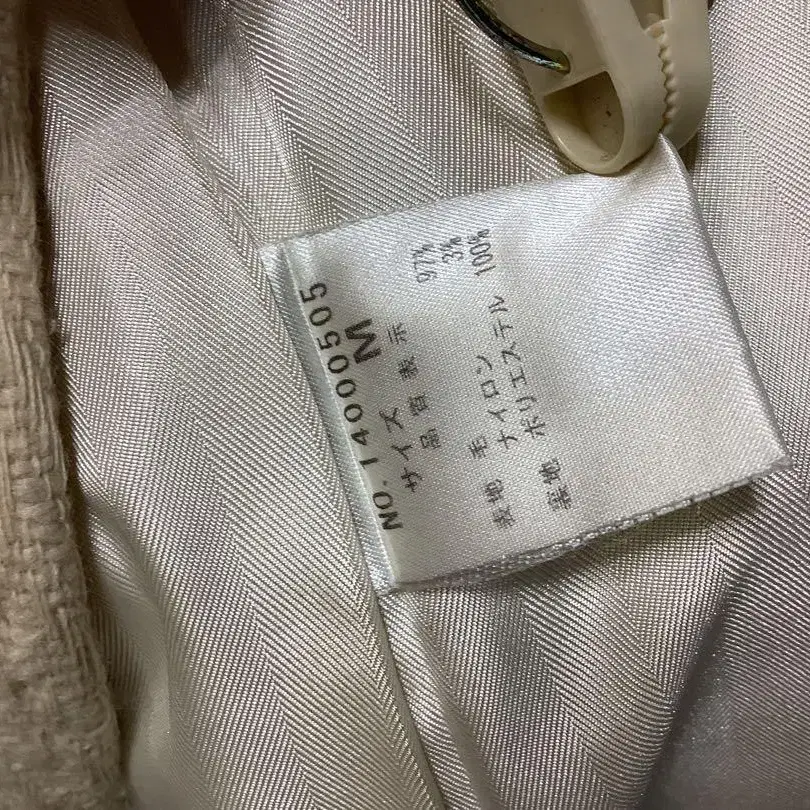 NO.14000505
サイズ M
品質表示
表地 毛 97%
ナイロン 3%
裏地 ポリエステル 100%